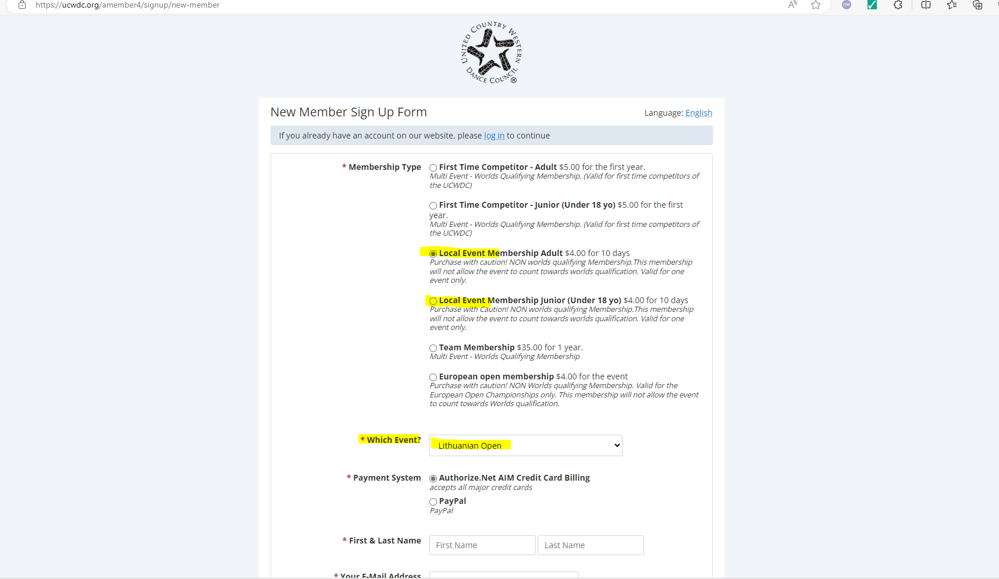 https://ucwdc.org/amember4/signup/new-member
UNITED COUNTRY WESTERN DANCE COUNCIL®
New Member Sign Up Form
Language: English
If you already have an account on our website, please log in to continue
* Membership Type
First Time Competitor - Adult $5.00 for the first year.
Multi Event - Worlds Qualifying Membership. (Valid for first time competitors of
the UCWDC)
First Time Competitor - Junior (Under 18 yo) $5.00 for the first
year.
Multi Event - Worlds Qualifying Membership. (Valid for first time competitors of
the UCWDC)
Local Event Membership Adult $4.00 for 10 days
Purchase with caution! NON worlds qualifying Membership.This membership
will not allow the event to count towards worlds qualification. Valid for one
event only.
Local Event Membership Junior (Under 18 yo) $4.00 for 10 days
Purchase with Caution! NON worlds qualifying Membership.This membership
will not allow the event to count towards worlds qualification. Valid for one
event only.
Team Membership $35.00 for 1 year.
Multi Event - Worlds Qualifying Membership
European open membership $4.00 for the event
Purchase with caution! NON Worlds qualifying Membership. Valid for the
European Open Championships only. This membership will not allow the event
to count towards Worlds qualification.
* Which Event?
Lithuanian Open
* Payment System
Authorize.Net AIM Credit Card Billing
accepts all major credit cards
PayPal
PayPal
* First & Last Name
First Name
Last Name
* Your E-Mail Address